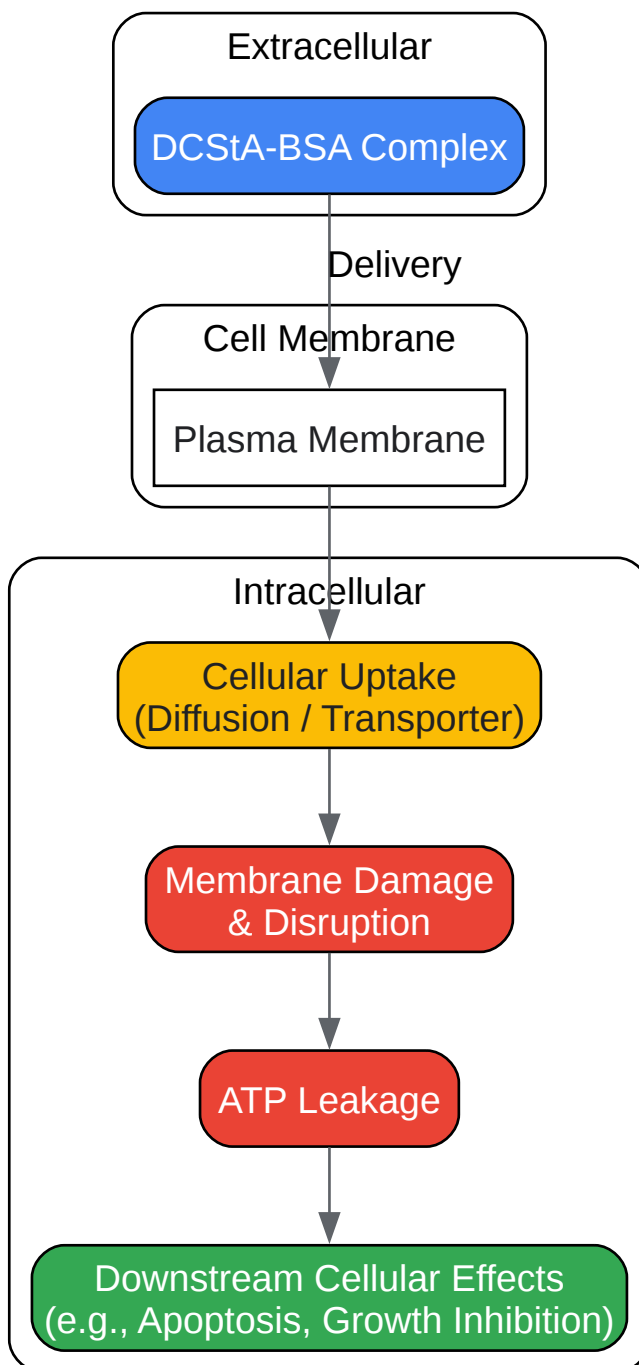 Extracellular
DCStA-BSA Complex
Delivery
Cell Membrane
Plasma Membrane
Intracellular
Cellular Uptake
(Diffusion / Transporter)
Membrane Damage
& Disruption
ATP Leakage
Downstream Cellular Effects
(e.g., Apoptosis, Growth Inhibition)